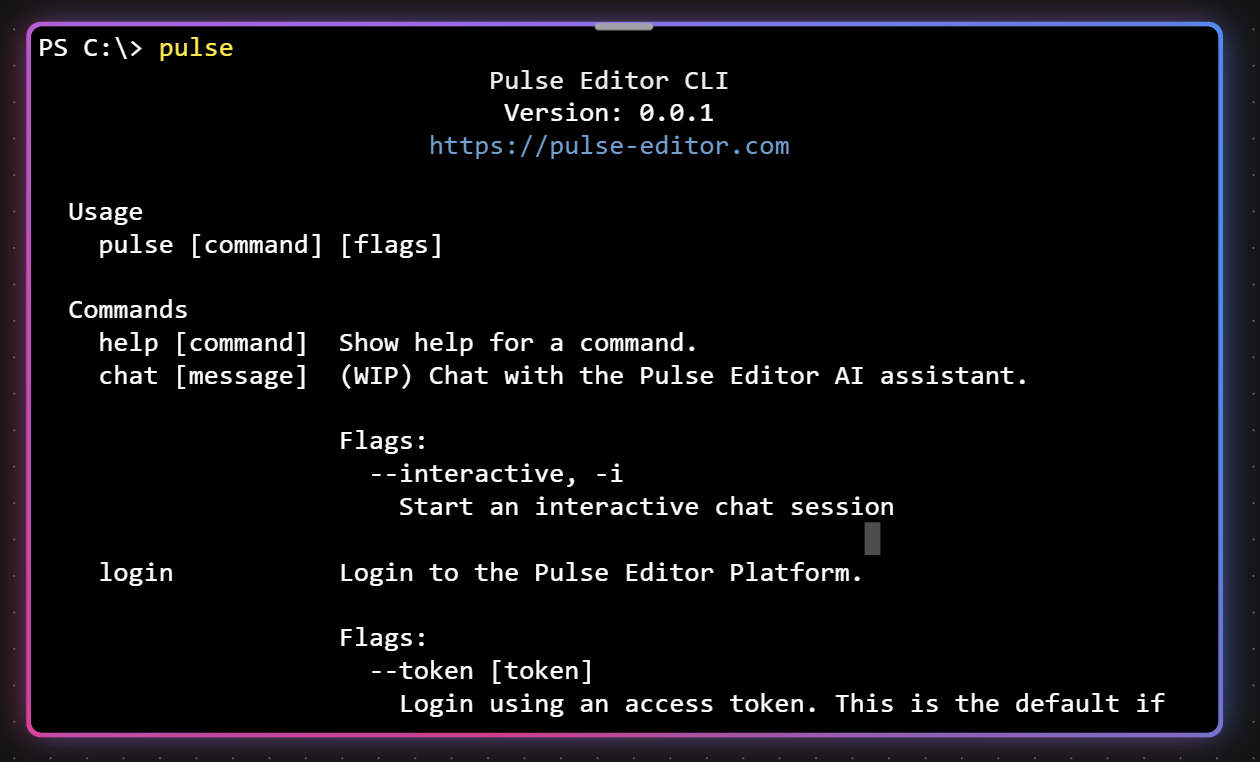 PS C:\> pulse
Pulse Editor CLI
Version: 0.0.1
https://pulse-editor.com
Usage
pulse [command] [flags]
Commands
help [command]  Show help for a command.
chat [message]  (WIP) Chat with the Pulse Editor AI assistant.
Flags:
--interactive, -i
Start an interactive chat session
login  Login to the Pulse Editor Platform.
Flags:
--token [token]
Login using an access token. This is the default if